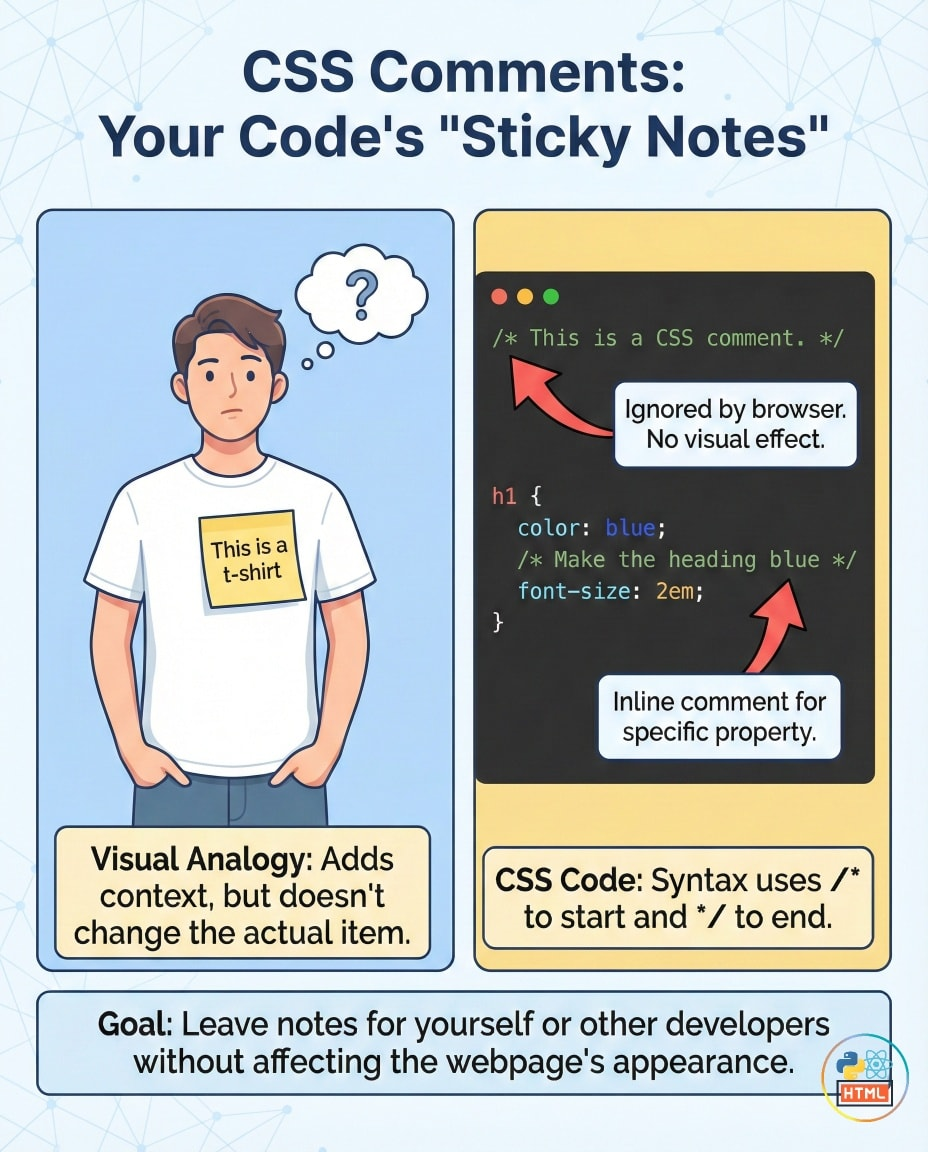 CSS Comments:
Your Code's "Sticky Notes"
?
This is a
t-shirt
Visual Analogy: Adds
context, but doesn't
change the actual item.
/* This is a CSS comment. */
Ignored by browser.
No visual effect.
h1 {
color: blue;
/* Make the heading blue */
font-size: 2em;
}
Inline comment for
specific property.
CSS Code: Syntax uses /*
to start and */ to end.
Goal: Leave notes for yourself or other developers
without affecting the webpage's appearance.
HTML